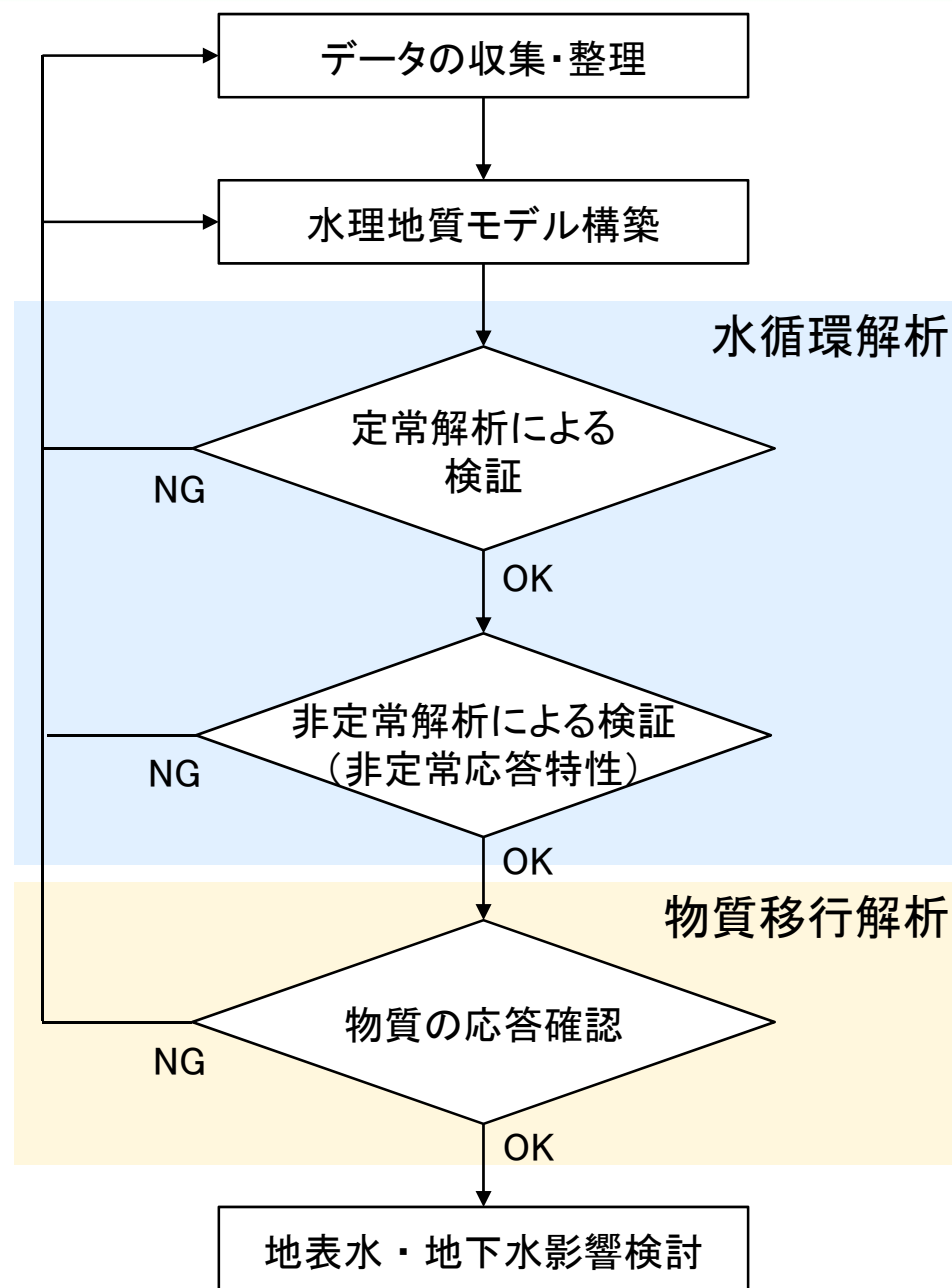 データの収集・整理
水理地質モデル構築
水循環解析
定常解析による
検証
NG
OK
非定常解析による検証
（非定常応答特性）
NG
OK
物質移行解析
物質の応答確認
NG
OK
地表水・地下水影響検討